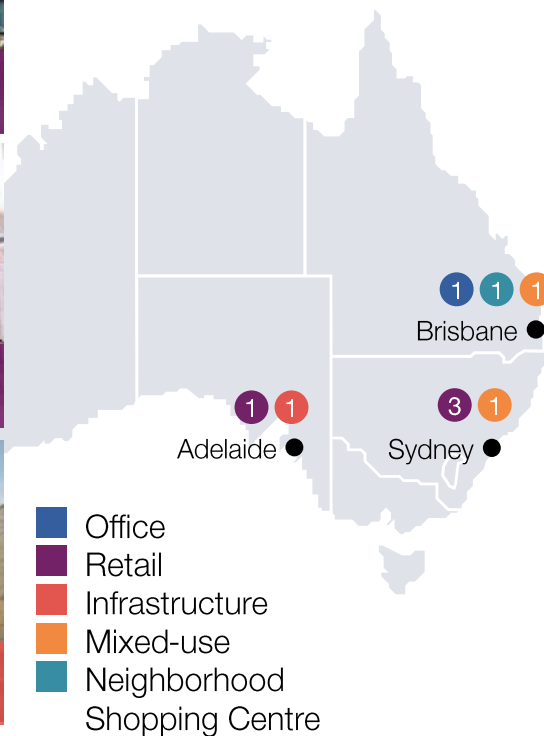 1 1 1
Brisbane
1 1
3 1
Adelaide
Sydney
Office
Retail
Infrastructure
Mixed-use
Neighborhood
Shopping Centre